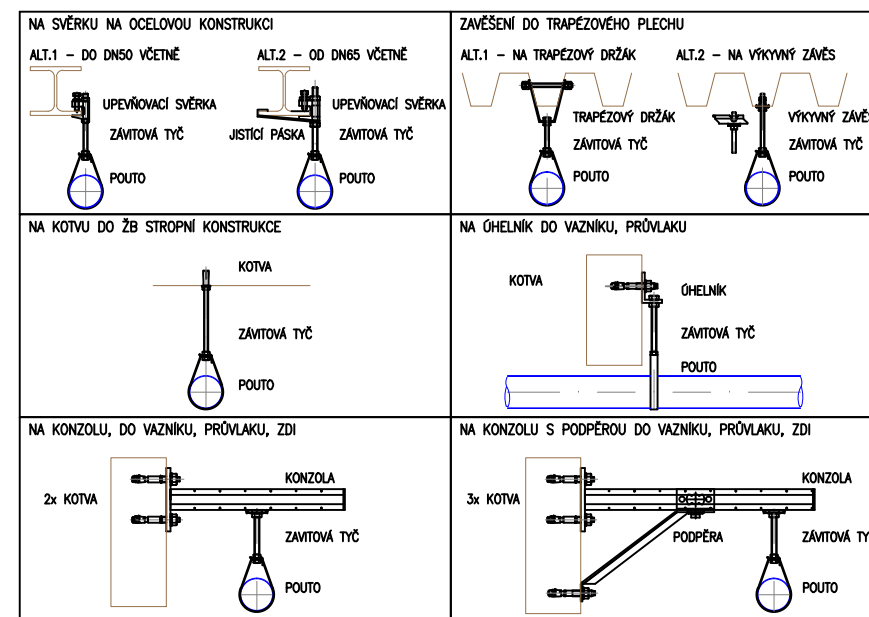 NA SVĚRKU NA OCELOVOU KONSTRUKCI
ALT.1 – DO DN50 VČETNĚ
ALT.2 – OD DN65 VČETNĚ
UPEVŇOVACÍ SVĚRKA
ZÁVITOVÁ TYČ
POUTO
UPEVŇOVACÍ SVĚRKA
JISTÍCÍ PÁSKA
ZÁVITOVÁ TYČ
POUTO
ZAVĚŠENÍ DO TRAPÉZOVÉHO PLECHU
ALT.1 – NA TRAPÉZOVÝ DRŽÁK
ALT.2 – NA VÝKYVNÝ ZÁVĚS
TRAPÉZOVÝ DRŽÁK
ZÁVITOVÁ TYČ
POUTO
VÝKYVNÝ ZÁVĚS
ZÁVITOVÁ TYČ
POUTO
NA KOTVU DO ŽB STROPNÍ KONSTRUKCE
KOTVA
ZÁVITOVÁ TYČ
POUTO
NA ÚHELNÍK DO VAZNÍKU, PRŮVLAKU
KOTVA
ÚHELNÍK
ZÁVITOVÁ TYČ
POUTO
NA KONZOLU, DO VAZNÍKU, PRŮVLAKU, ZDI
KONZOLA
2x KOTVA
ZAVITOVÁ TYČ
POUTO
NA KONZOLU S PODPĚROU DO VAZNÍKU, PRŮVLAKU, ZDI
KONZOLA
3x KOTVA
PODPĚRA
ZÁVITOVÁ TY
POUTO